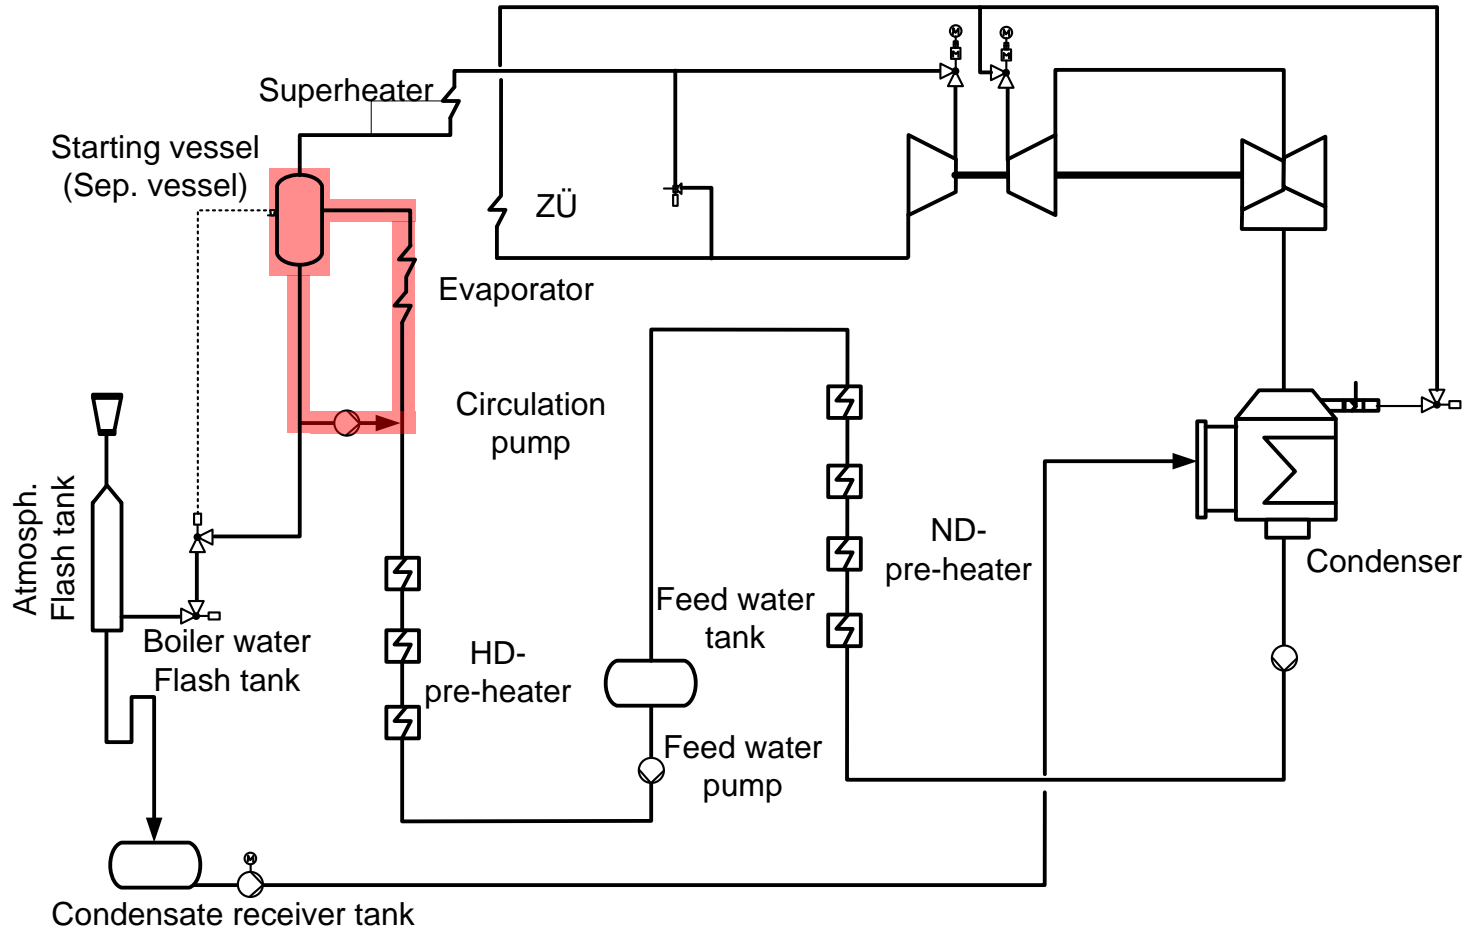 Superheater
Starting vessel
(Sep. vessel)
ZÜ
Evaporator
Circulation
pump
Atmosph.
Flash tank
ND-
pre-heater
Condenser
Feed water
tank
Boiler water
Flash tank
HD-
pre-heater
Feed water
pump
Condensate receiver tank
M
M
M
M
M